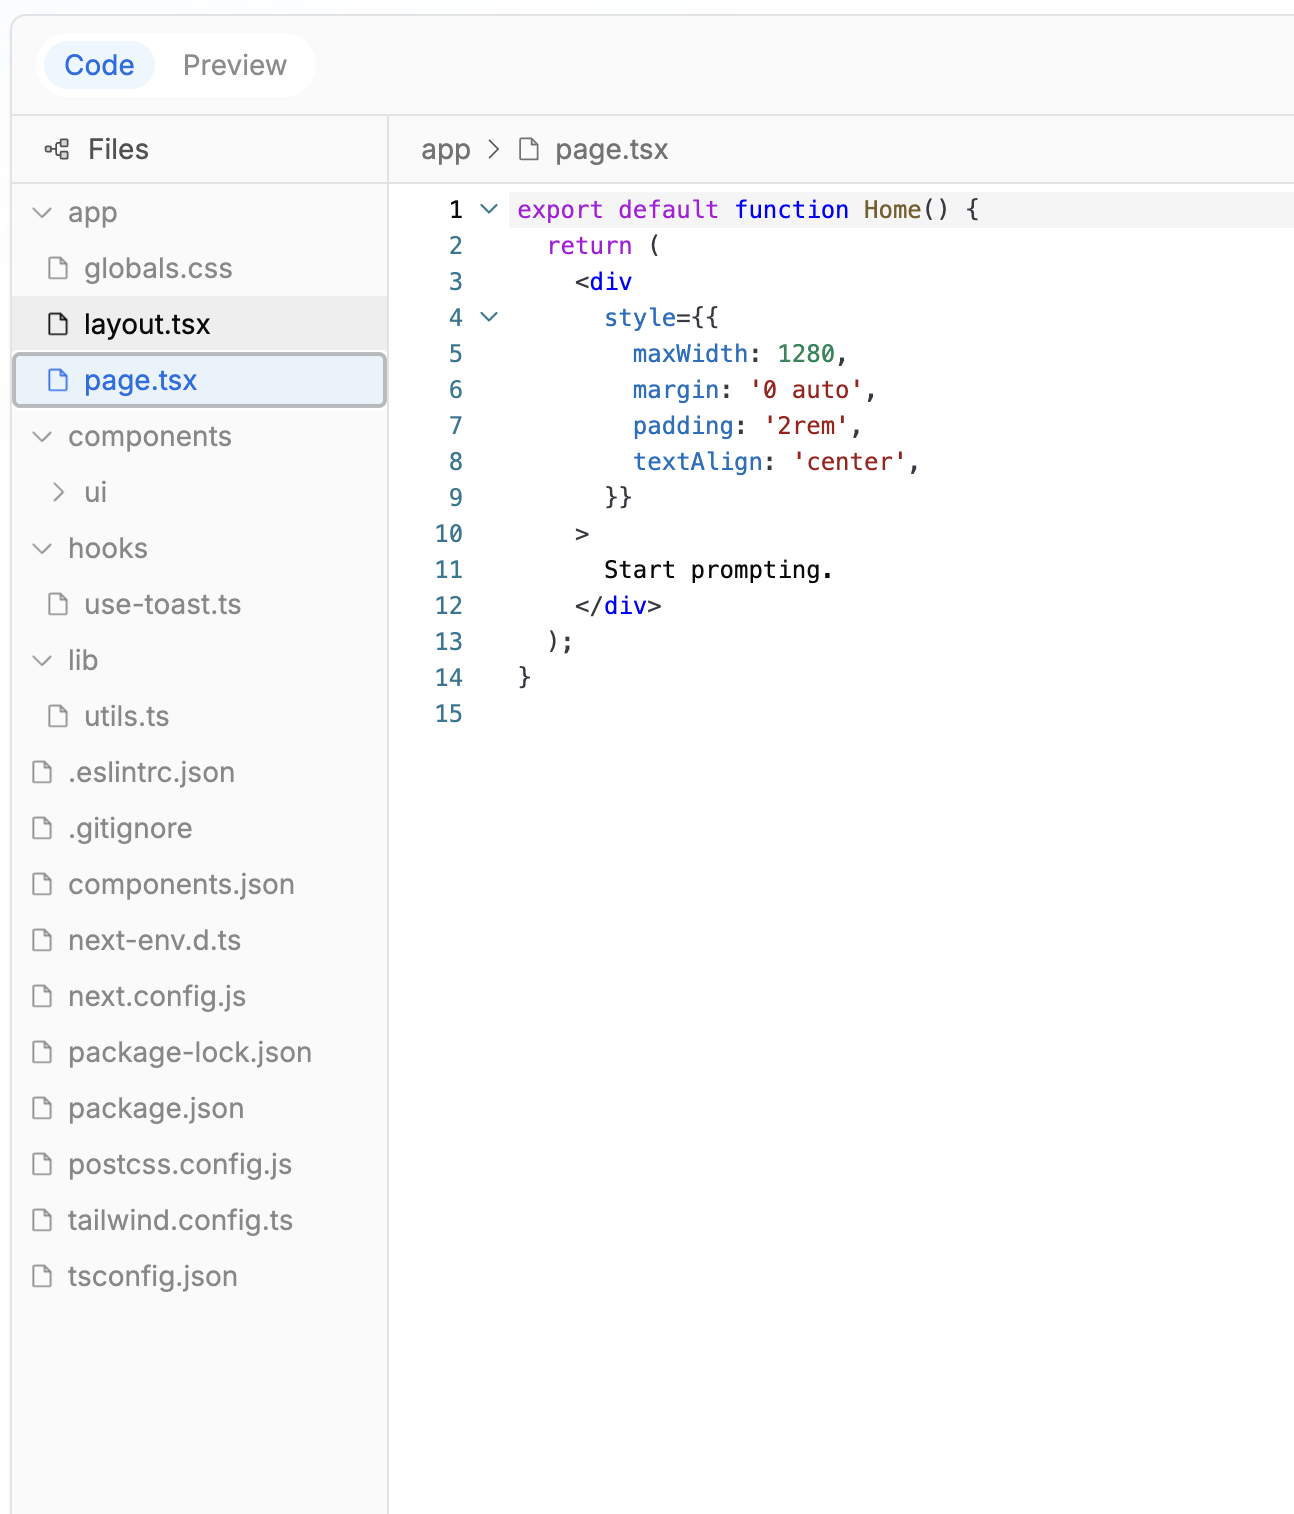 Code Preview
Files
app
globals.css
layout.tsx
page.tsx
components
ui
hooks
use-toast.ts
lib
utils.ts
.eslintrc.json
.gitignore
components.json
next-env.d.ts
next.config.js
package-lock.json
package.json
postcss.config.js
tailwind.config.ts
tsconfig.json
app > page.tsx
1 export default function Home() {
2   return (
3     <div
4       style={{
5         maxWidth: 1280,
6         margin: '0 auto',
7         padding: '2rem',
8         textAlign: 'center',
9       }}
10     >
11       Start prompting.
12     </div>
13   );
14 }
15